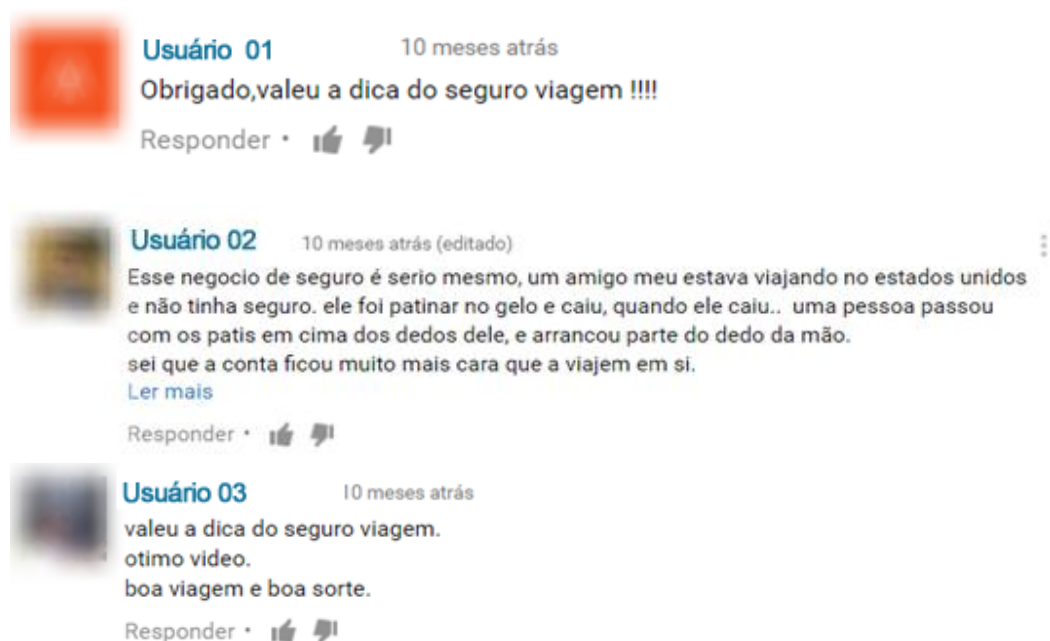 Usuário 01 10 meses atrás
Obrigado,valeu a dica do seguro viagem !!!!
Responder •
Usuário 02 10 meses atrás (editado)
Esse negocio de seguro é serio mesmo, um amigo meu estava viajando no estados unidos
e não tinha seguro. ele foi patinar no gelo e caiu, quando ele caiu.. uma pessoa passou
com os patis em cima dos dedos dele, e arrancou parte do dedo da mão.
sei que a conta ficou muito mais cara que a viajem em si.
Ler mais
Responder •
Usuário 03 10 meses atrás
valeu a dica do seguro viagem.
otimo video.
boa viagem e boa sorte.
Responder •